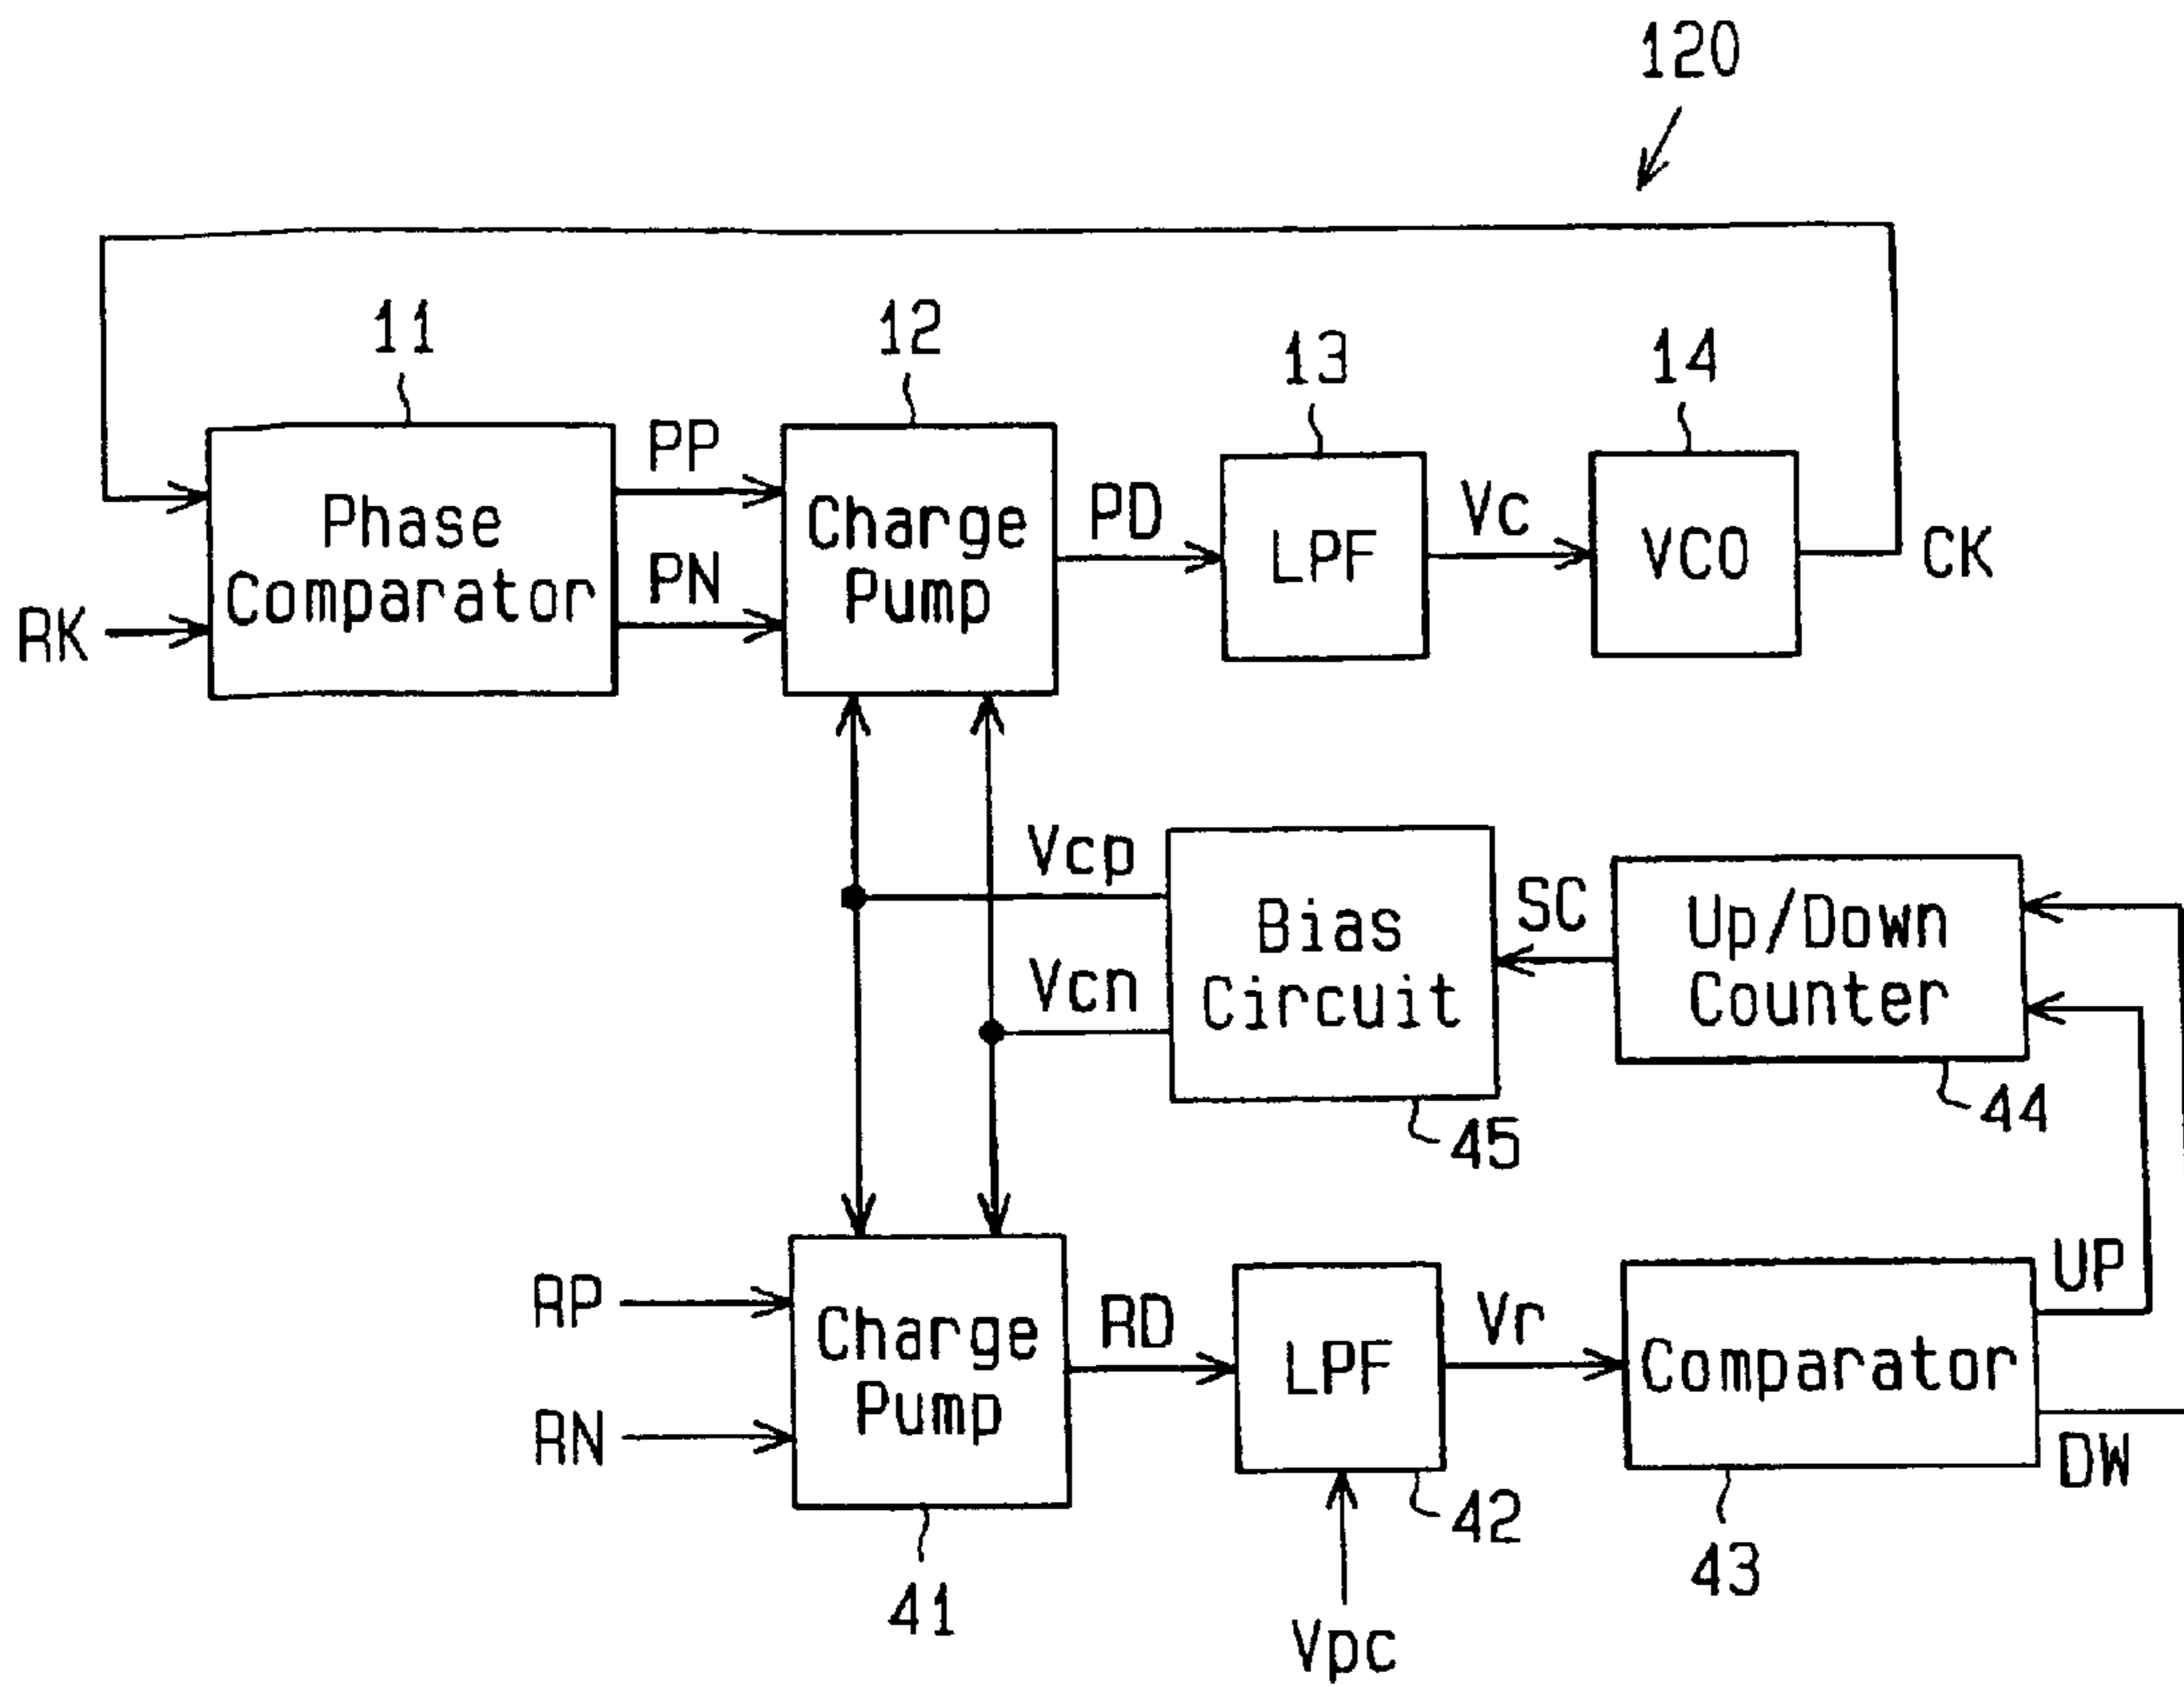 120
11
12
13
14
PP
PN
PD
Vc
CK
RK
Phase
Comparator
Charge
Pump
LPF
VCO
Vcp
Vcn
Bias
Circuit
SC
Up/Down
Counter
45
44
RP
RN
Charge
Pump
RD
LPF
Vr
Comparator
UP
DW
41
42
43
Vpc